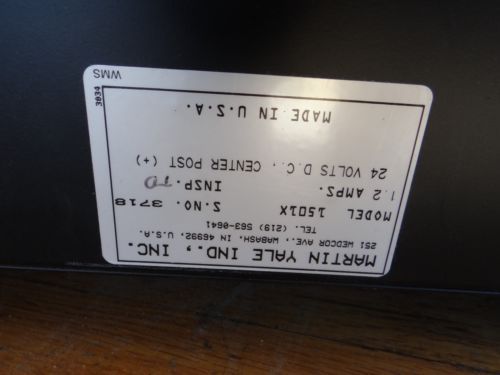 MARTIN YALE IND., INC.
251 WEDCOR AVE., WABASH, IN 46992, U.S.A.
TEL. (219) 563-0641
MODEL 1501X S.NO. 3718
1.2 AMPS. INSP.
24 VOLTS D.C., CENTER POST (+)
MADE IN U.S.A.
3034
WMS